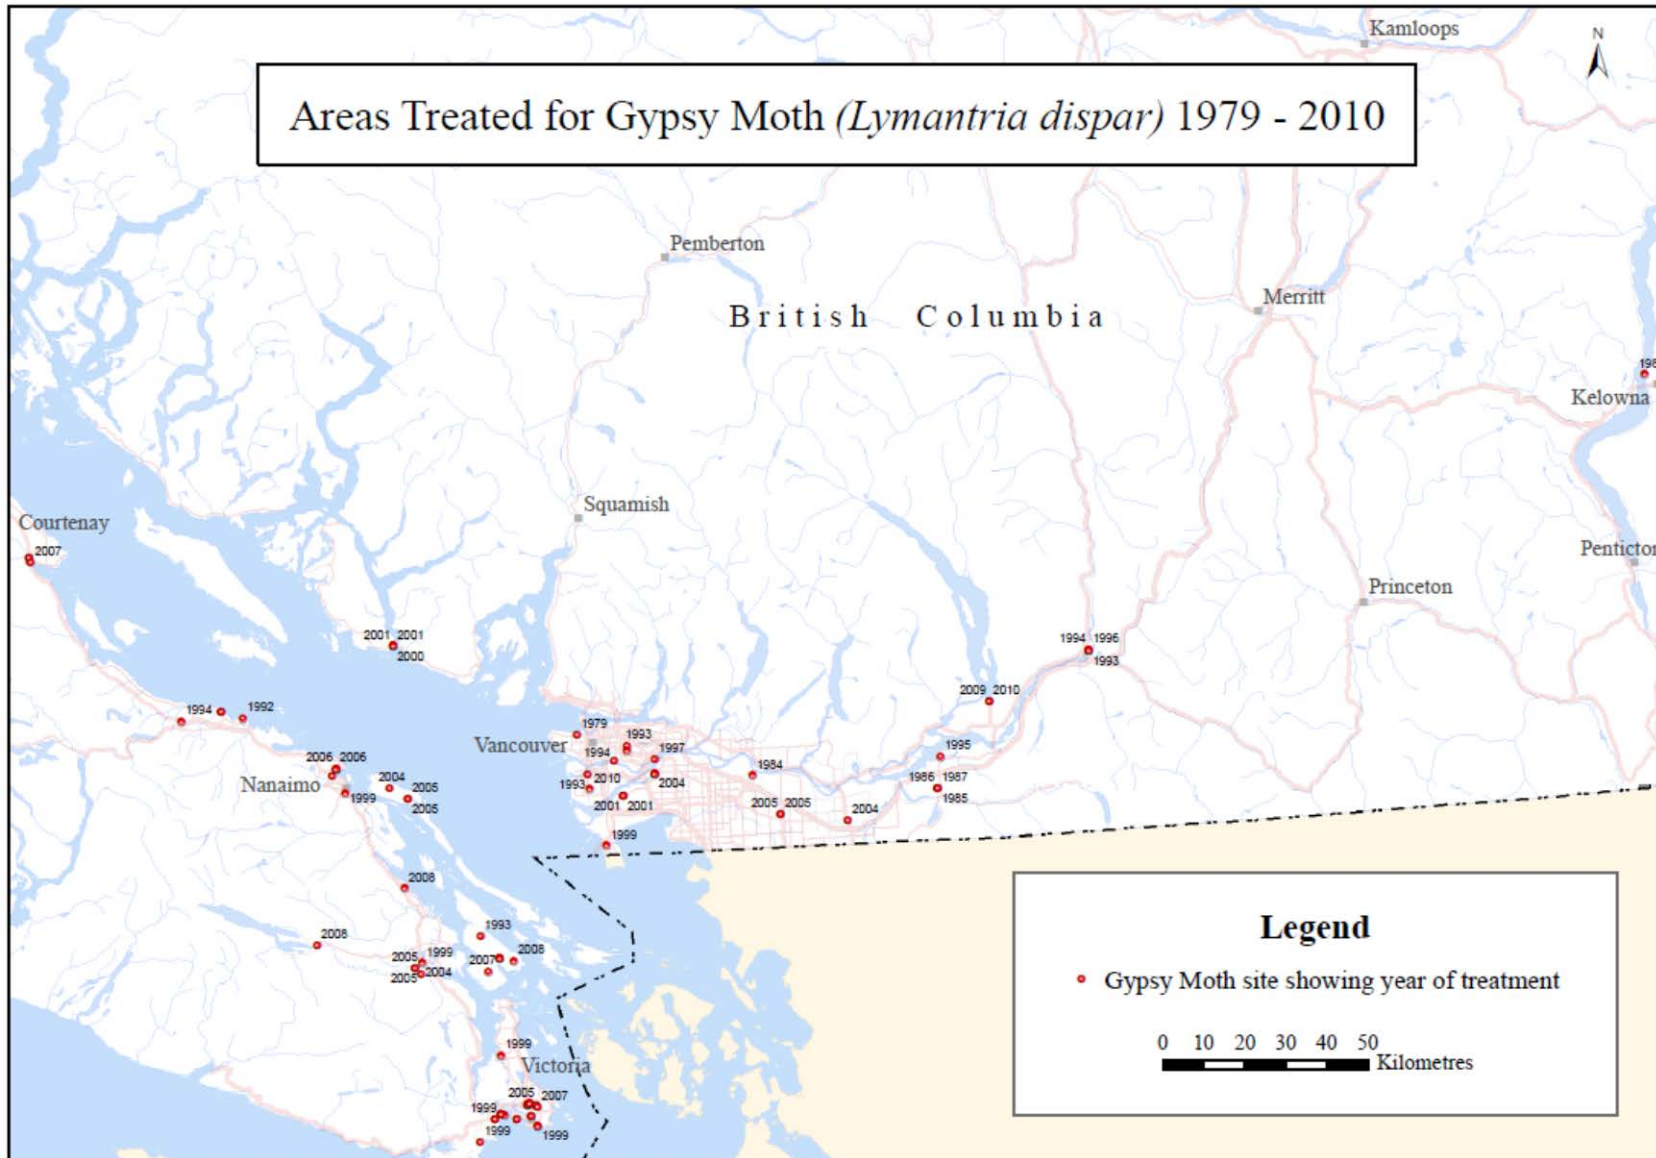 Kamloops
N
Areas Treated for Gypsy Moth (Lymantria dispar) 1979 - 2010
Pemberton
Merritt
British Columbia
198
Kelowna
Squamish
Courtenay
2007
Penticton
Princeton
2001 2001
2000
1994 1996
1993
2009 2010
1994
1992
1979
Vancouver
1993
1994
1997
1995
2006 2006
Nanaimo
1999
2004
2005
2005
1993
2010
2004
1984
1986 1987
1985
2001 2001
2005 2005
2004
1999
2008
Legend
Gypsy Moth site showing year of treatment
0 10 20 30 40 50
Kilometres
1993
2008
2007
2008
2005
1999
2005
2004
1999
Victoria
2005
2007
1999
1999
1999